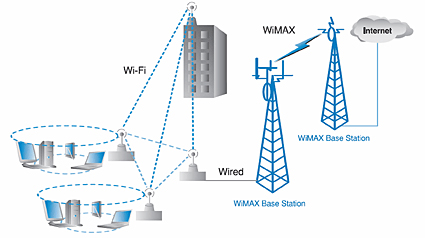 WiMAX
Internet
Wi-Fi
WiMAX Base Station
Wired
WiMAX Base Station